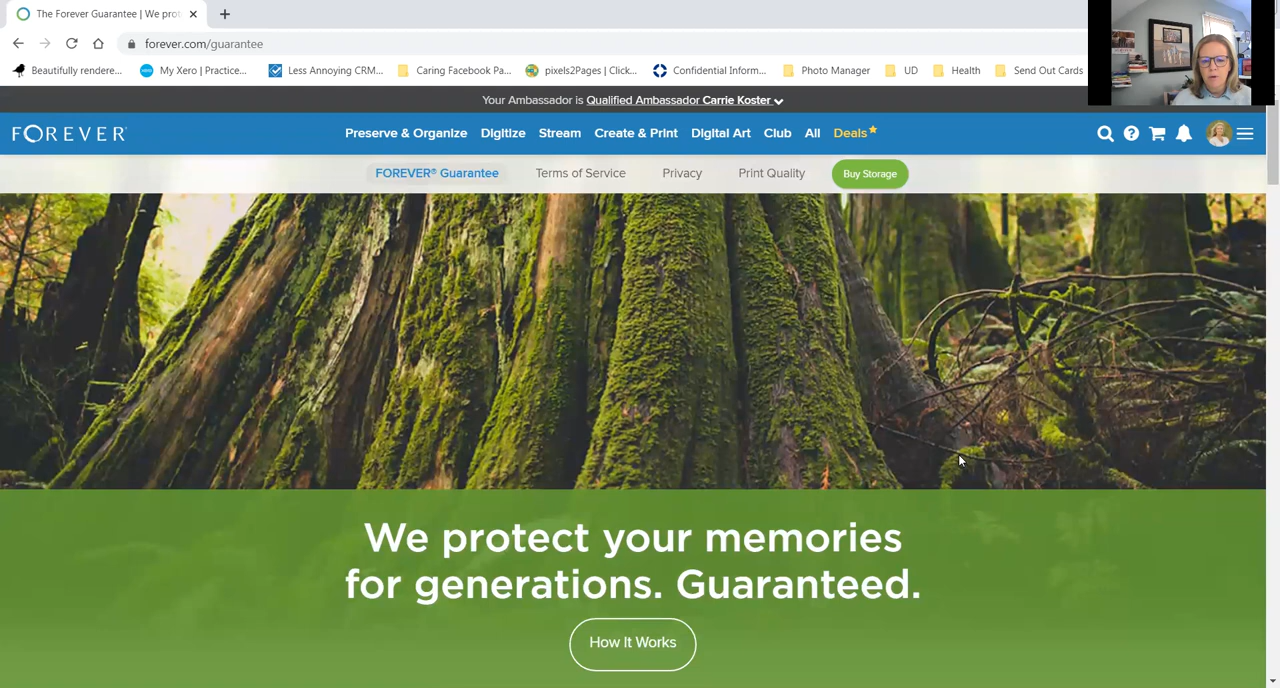 The Forever Guarantee | We prot
forever.com/guarantee
Beautifully rendere...
My Xero | Practice...
Less Annoying CRM...
Caring Facebook Pa...
pixels2Pages | Click...
Confidential Inform...
Photo Manager
UD
Health
Send Out Cards
Your Ambassador is Qualified Ambassador Carrie Koster
FOREVER
Preserve & Organize
Digitize
Stream
Create & Print
Digital Art
Club
All
Deals
FOREVER® Guarantee
Terms of Service
Privacy
Print Quality
Buy Storage
We protect your memories
for generations. Guaranteed.
How It Works